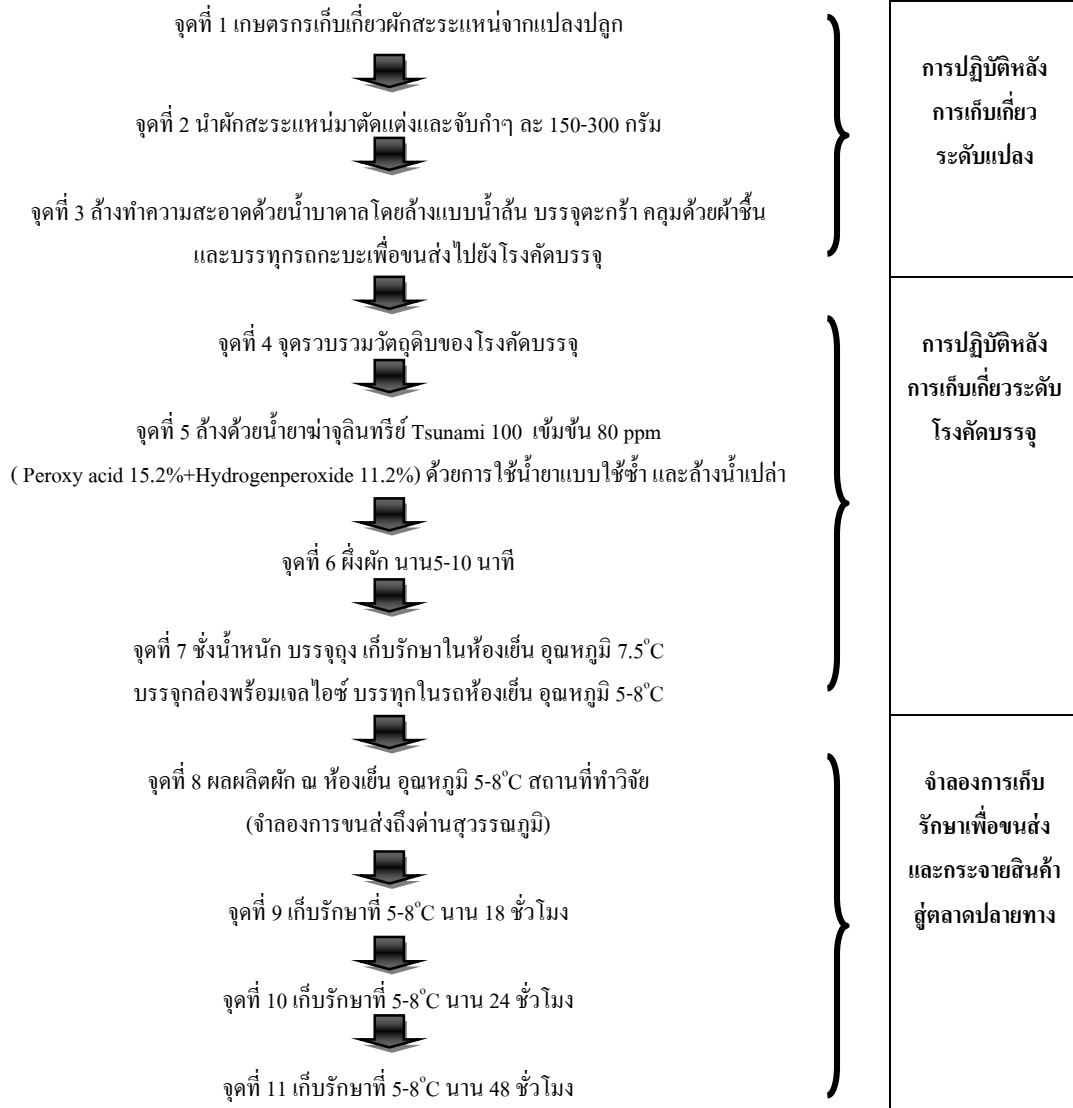 จุดที่ 1 เกษตรกรเก็บเกี่ยวผักสะระแหน่จากแปลงปลูก
จุดที่ 2 นำผักสะระแหน่มาตัดแต่งและจับกำๆ ละ 150-300 กรัม
จุดที่ 3 ล้างทำความสะอาดด้วยน้ำบาดาลโดยล้างแบบน้ำล้น บรรจุตะกร้า คลุมด้วยผ้าชื้น
และบรรทุกรถกะบะเพื่อขนส่งไปยังโรงคัดบรรจุ
การปฏิบัติหลัง
การเก็บเกี่ยว
ระดับแปลง
จุดที่ 4 จุดรวบรวมวัตถุดิบของโรงคัดบรรจุ
จุดที่ 5 ล้างด้วยน้ำยาฆ่าจุลินทรีย์ Tsunami 100 เข้มข้น 80 ppm
( Peroxy acid 15.2%+Hydrogenperoxide 11.2%) ด้วยการใช้น้ำยาแบบใช้ซ้ำ และล้างน้ำเปล่า
จุดที่ 6 ผึ่งผัก นาน5-10 นาที
จุดที่ 7 ชั่งน้ำหนัก บรรจุถุง เก็บรักษาในห้องเย็น อุณหภูมิ 7.5°C
บรรจุกล่องพร้อมเจลไอซ์ บรรทุกในรถห้องเย็น อุณหภูมิ 5-8°C
การปฏิบัติหลัง
การเก็บเกี่ยวระดับ
โรงคัดบรรจุ
จุดที่ 8 ผลผลิตผัก ณ ห้องเย็น อุณหภูมิ 5-8°C สถานที่ทำวิจัย
(จำลองการขนส่งถึงด่านสุวรรณภูมิ)
จุดที่ 9 เก็บรักษาที่ 5-8°C นาน 18 ชั่วโมง
จุดที่ 10 เก็บรักษาที่ 5-8°C นาน 24 ชั่วโมง
จุดที่ 11 เก็บรักษาที่ 5-8°C นาน 48 ชั่วโมง
จำลองการเก็บ
รักษาเพื่อขนส่ง
และกระจายสินค้า
สู่ตลาดปลายทาง